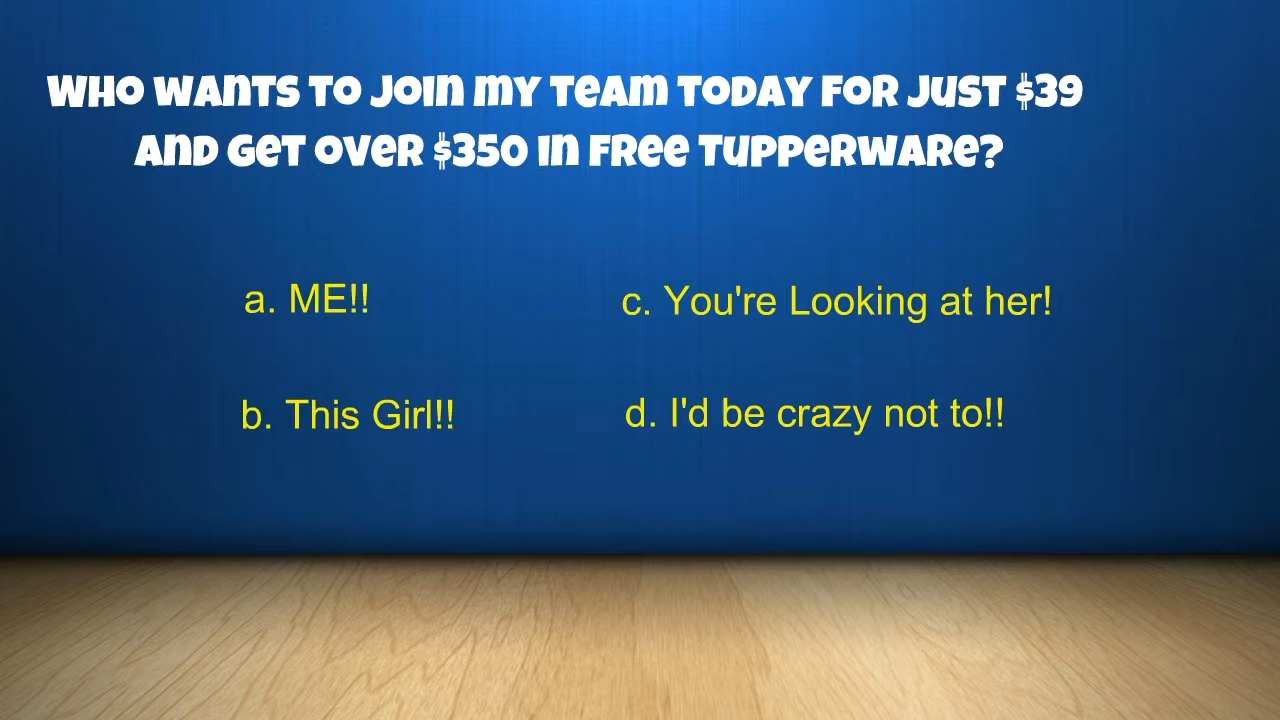 WHO WANTS TO JOIN MY TEAM TODAY FOR JUST $39
AND GET OVER $350 IN FREE TUPPERWARE?
a. ME!!
b. This Girl!!
c. You're Looking at her!
d. I'd be crazy not to!!